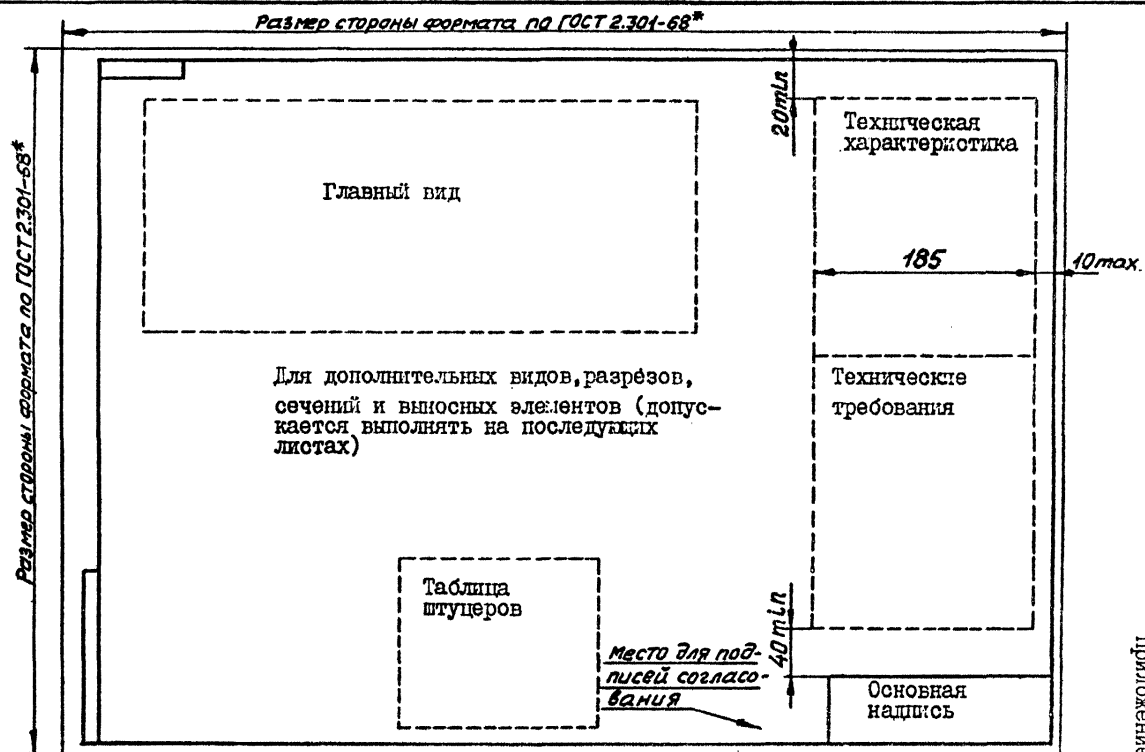 Размер стороны формата по ГОСТ 2.301-68*
Размер стороны формата по ГОСТ 2.301-68*
20min
Техническая
характеристика
Главный вид
185
10max.
Для дополнительных видов, разрезов,
сечений и выносных элементов (допус-
кается выполнять на последующих
листах)
Технические
требования
Таблица
штуцеров
40min
место для под-
писей согласо-
вания
Основная
надпись